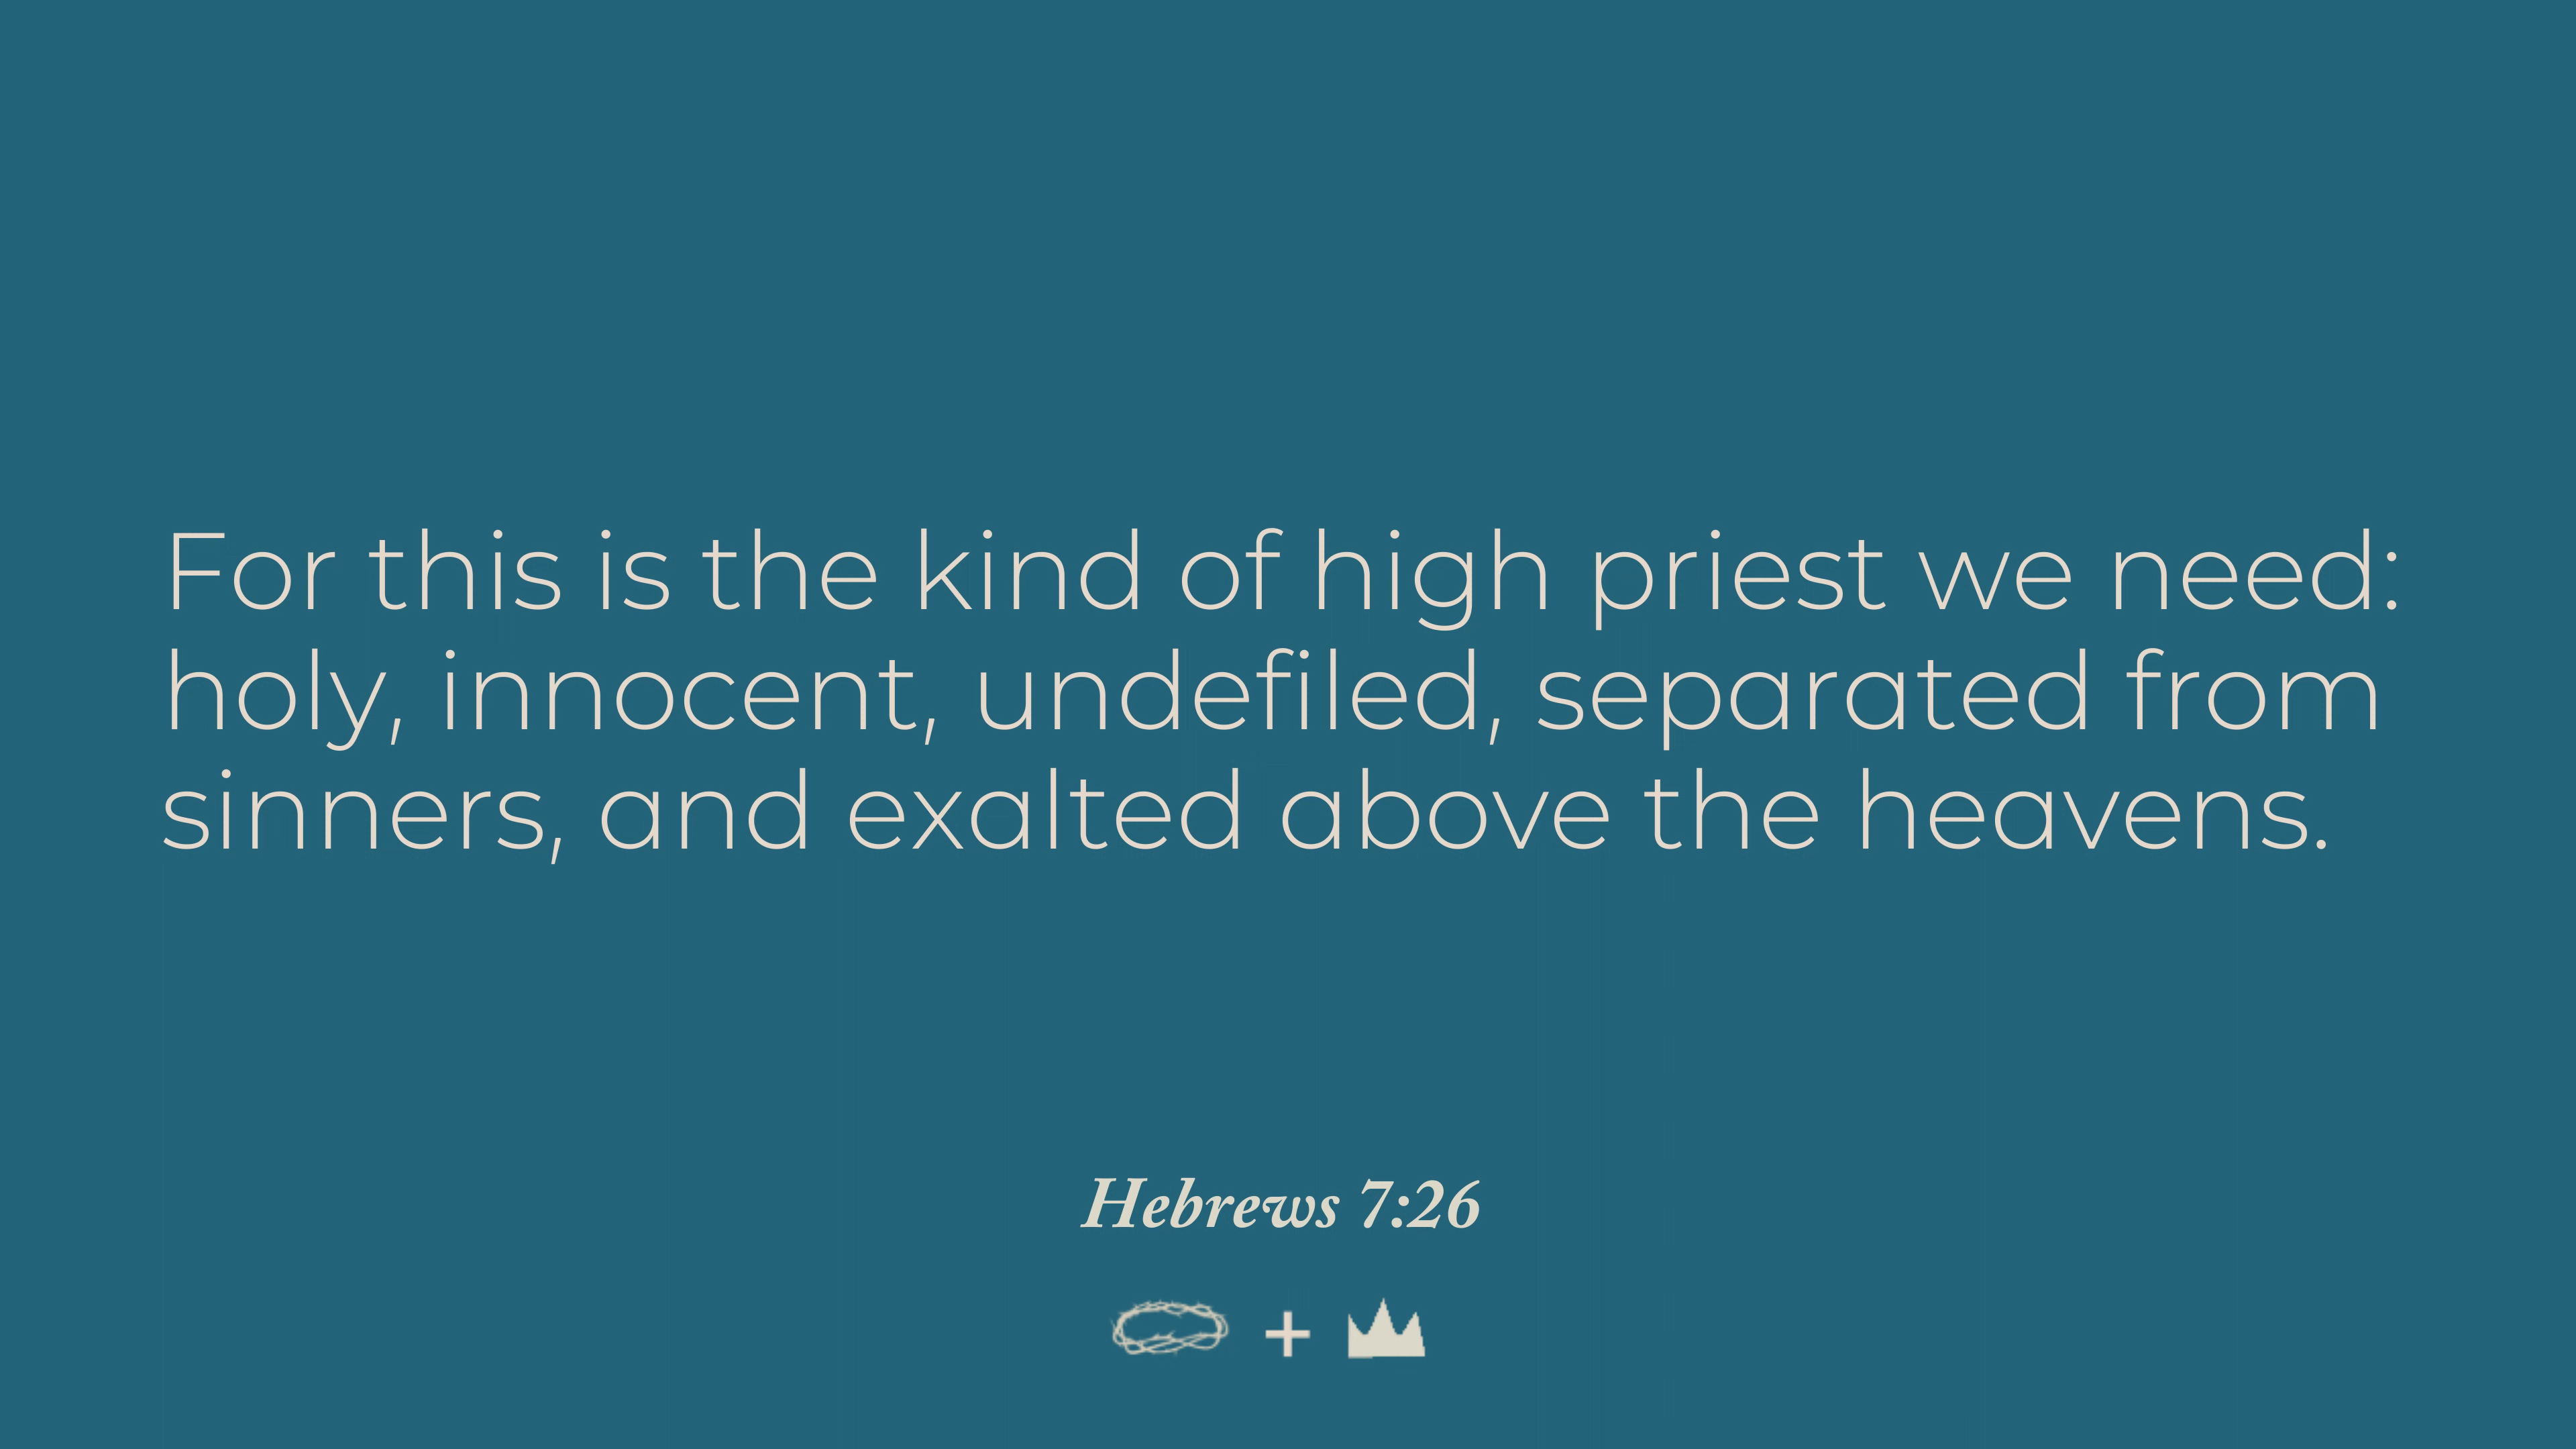 For this is the kind of high priest we need:
holy, innocent, undefiled, separated from
sinners, and exalted above the heavens.
Hebrews 7:26
+